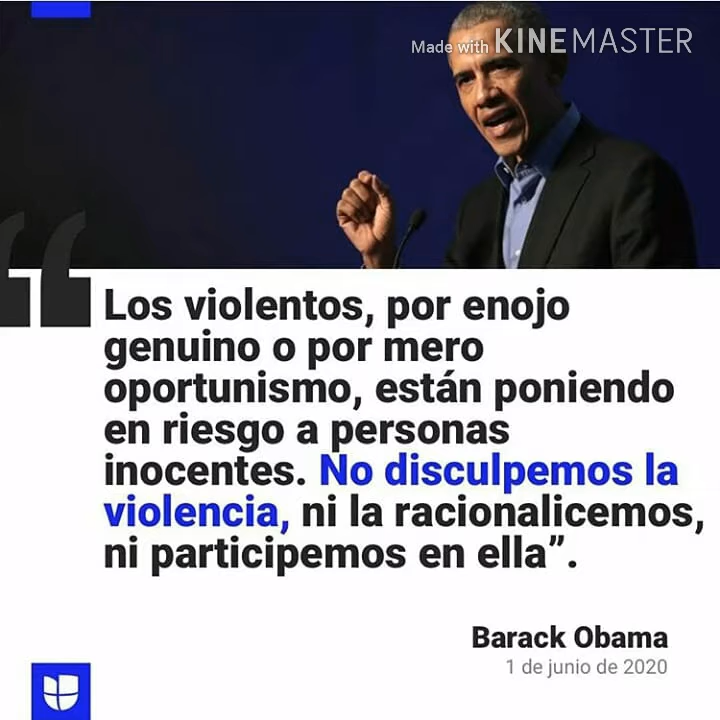 Made with KINEMASTER
“
Los violentos, por enojo
genuino o por mero
oportunismo, están poniendo
en riesgo a personas
inocentes. No disculpemos la
violencia, ni la racionalicemos,
ni participemos en ella”.
Barack Obama
1 de junio de 2020